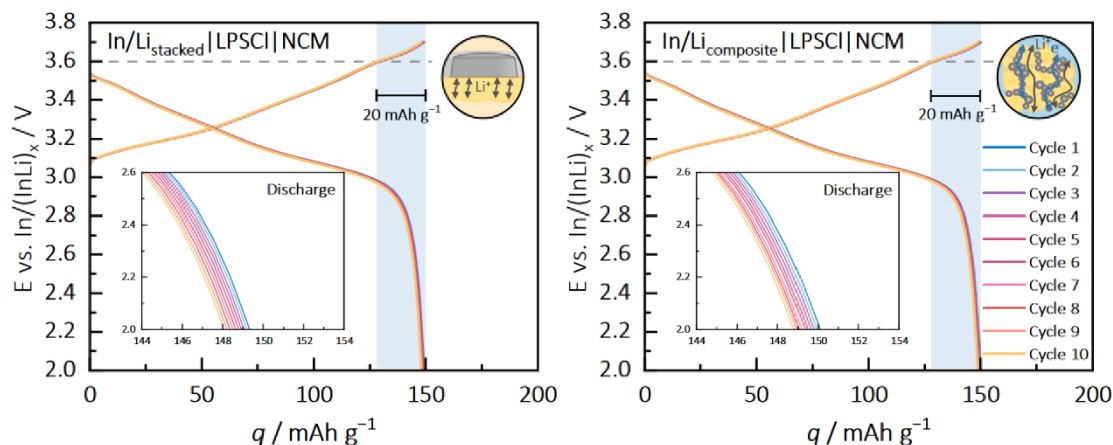 In/Li_stacked|LPSCl|NCM
Li⁺
20 mAh g⁻¹
Discharge
2.6
2.4
2.2
2.0
144 146 148 150 152 154
3.8
3.6
3.4
3.2
3.0
2.8
2.6
2.4
2.2
2.0
E vs. In/(InLi)ₓ / V
0 50 100 150 200
q / mAh g⁻¹
In/Li_composite|LPSCl|NCM
Li⁺ e⁻
20 mAh g⁻¹
Cycle 1
Cycle 2
Cycle 3
Cycle 4
Cycle 5
Cycle 6
Cycle 7
Cycle 8
Cycle 9
Cycle 10
Discharge
2.6
2.4
2.2
2.0
144 146 148 150 152 154
3.8
3.6
3.4
3.2
3.0
2.8
2.6
2.4
2.2
2.0
E vs. In/(InLi)ₓ / V
0 50 100 150 200
q / mAh g⁻¹